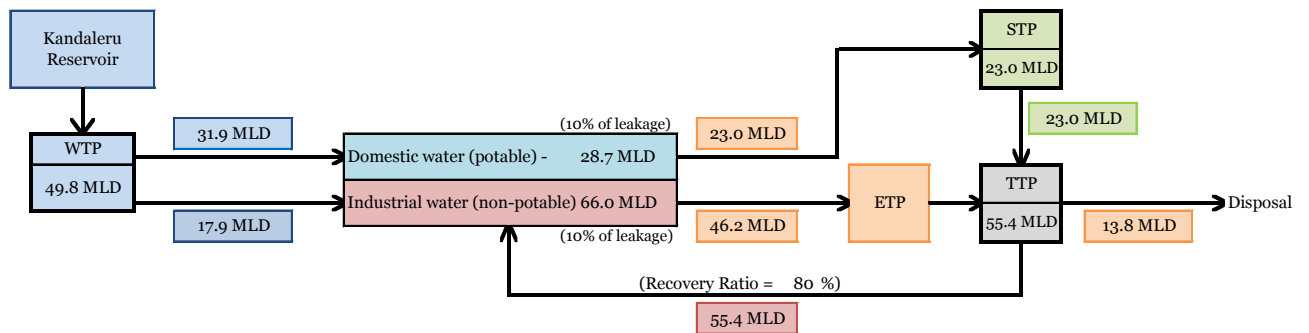 Kandaleru
Reservoir
STP
23.0 MLD
(10% of leakage)
31.9 MLD
23.0 MLD
23.0 MLD
WTP
49.8 MLD
Domestic water (potable) - 28.7 MLD
Industrial water (non-potable) 66.0 MLD
ETP
TTP
55.4 MLD
Disposal
17.9 MLD
(10% of leakage)
46.2 MLD
13.8 MLD
(Recovery Ratio = 80 %)
55.4 MLD